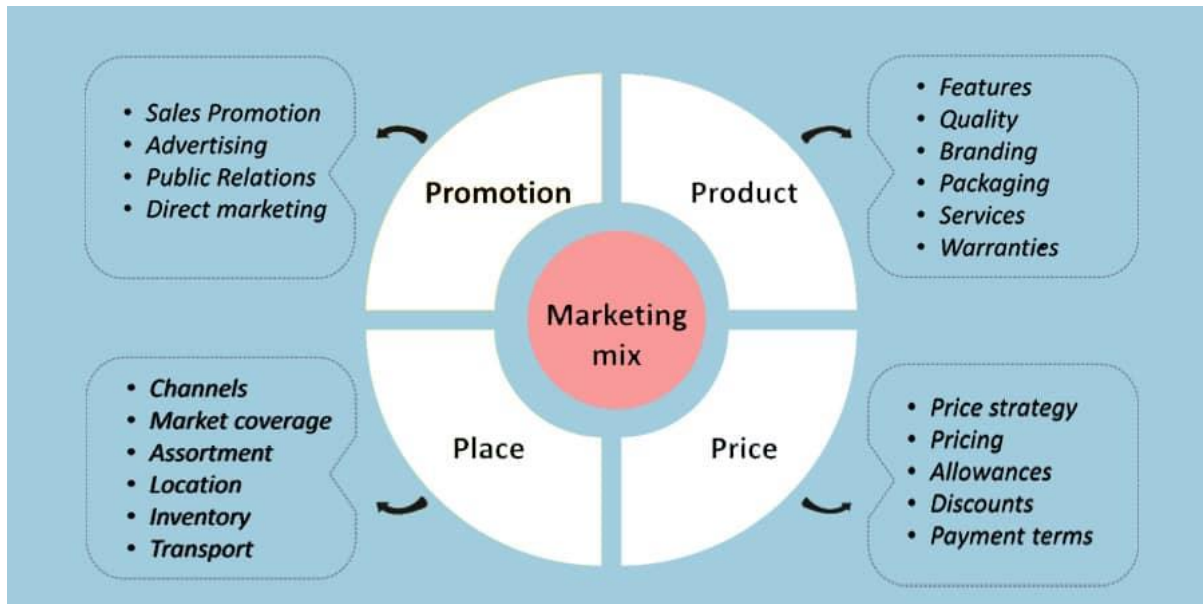 • Sales Promotion
• Advertising
• Public Relations
• Direct marketing
Promotion
Product
• Features
• Quality
• Branding
• Packaging
• Services
• Warranties
Marketing
mix
• Channels
• Market coverage
• Assortment
• Location
• Inventory
• Transport
Place
Price
• Price strategy
• Pricing
• Allowances
• Discounts
• Payment terms